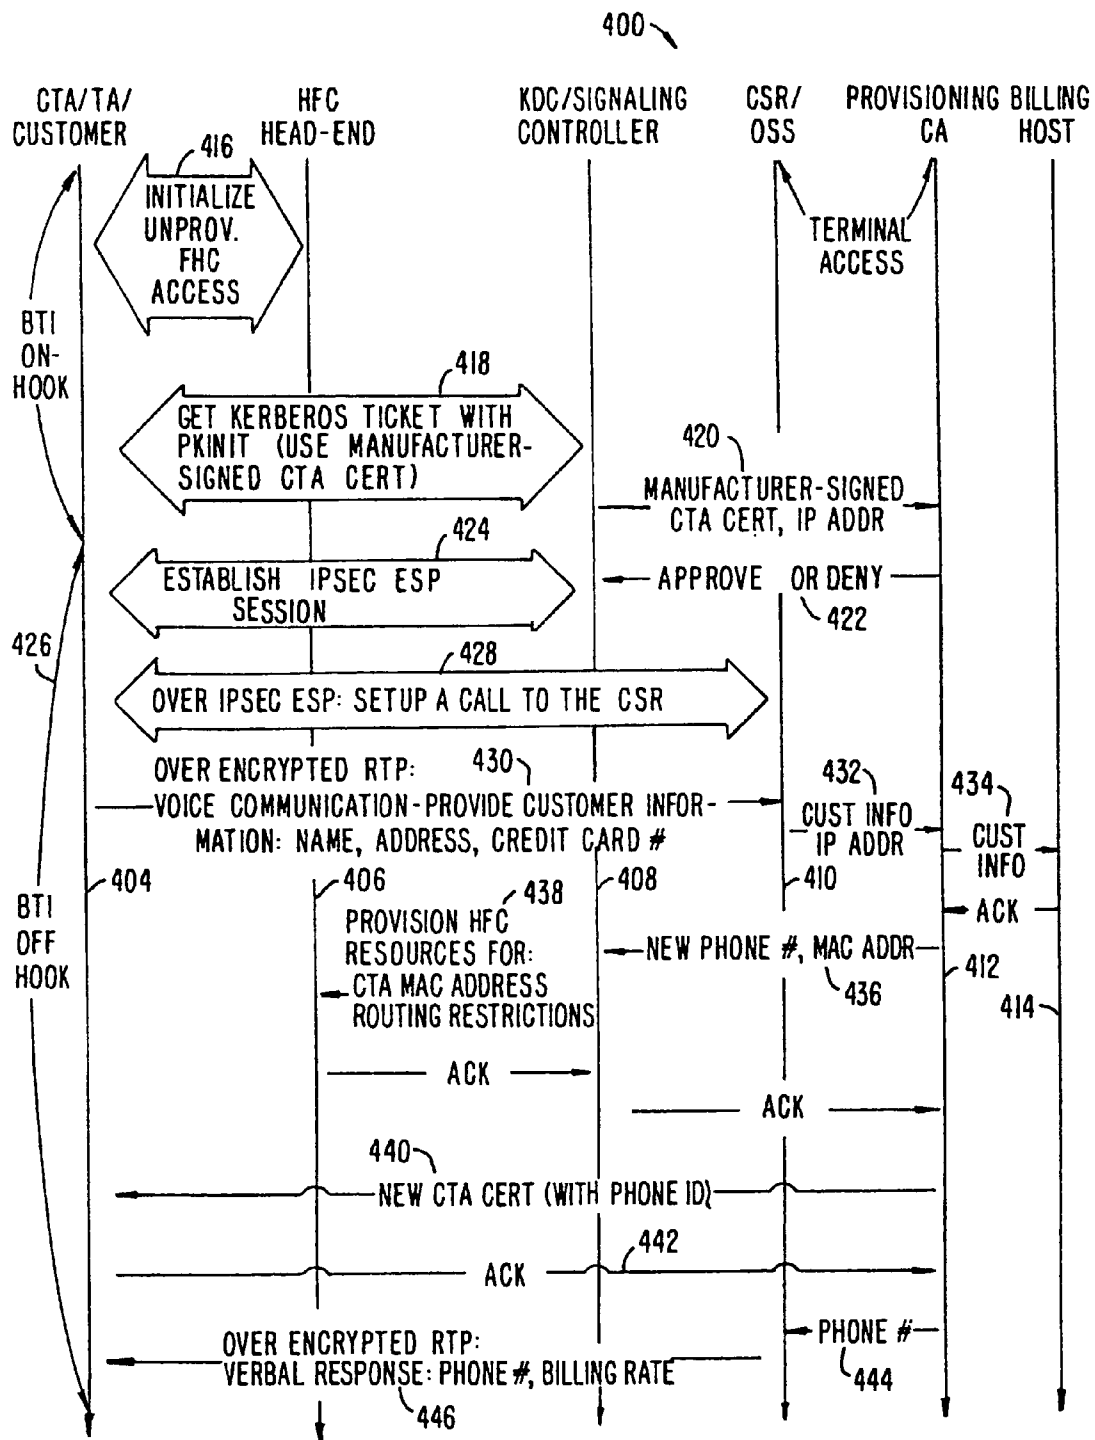 400
CTA/TA/
CUSTOMER
HFC
HEAD-END
KDC/SIGNALING
CONTROLLER
CSR/
OSS
PROVISIONING
CA
BILLING
HOST
416
INITIALIZE
UNPROV.
FHC
ACCESS
TERMINAL
ACCESS
BTI
ON-
HOOK
418
GET KERBEROS TICKET WITH
PKINIT (USE MANUFACTURER-
SIGNED CTA CERT)
420
MANUFACTURER-SIGNED
CTA CERT, IP ADDR
424
ESTABLISH IPSEC ESP
SESSION
APPROVE OR DENY
422
426
428
OVER IPSEC ESP: SETUP A CALL TO THE CSR
OVER ENCRYPTED RTP:
430
VOICE COMMUNICATION-PROVIDE CUSTOMER INFOR-
MATION: NAME, ADDRESS, CREDIT CARD #
432
CUST INFO
IP ADDR
434
CUST
INFO
404
406
408
410
BTI
OFF
HOOK
438
PROVISION HFC
RESOURCES FOR:
CTA MAC ADDRESS
ROUTING RESTRICTIONS
ACK
NEW PHONE #, MAC ADDR
436
412
414
ACK
ACK
440
NEW CTA CERT (WITH PHONE ID)
442
ACK
PHONE #
444
OVER ENCRYPTED RTP:
VERBAL RESPONSE: PHONE #, BILLING RATE
446